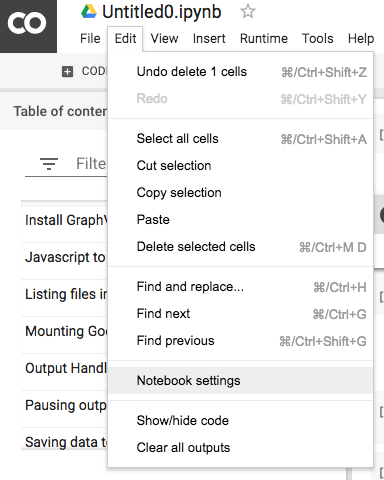 CO Untitled0.ipynb
File Edit View Insert Runtime Tools Help
Undo delete 1 cells ⌘/Ctrl+Shift+Z
Redo ⌘/Ctrl+Shift+Y
Select all cells ⌘/Ctrl+Shift+A
Cut selection
Copy selection
Paste
Delete selected cells ⌘/Ctrl+M D
Find and replace... ⌘/Ctrl+H
Find next ⌘/Ctrl+G
Find previous ⌘/Ctrl+Shift+G
Notebook settings
Show/hide code
Clear all outputs
COD
Table of conten
Filte
Install GraphV
Javascript to
Listing files in
Mounting Goo
Output Handl
Pausing outp
Saving data t